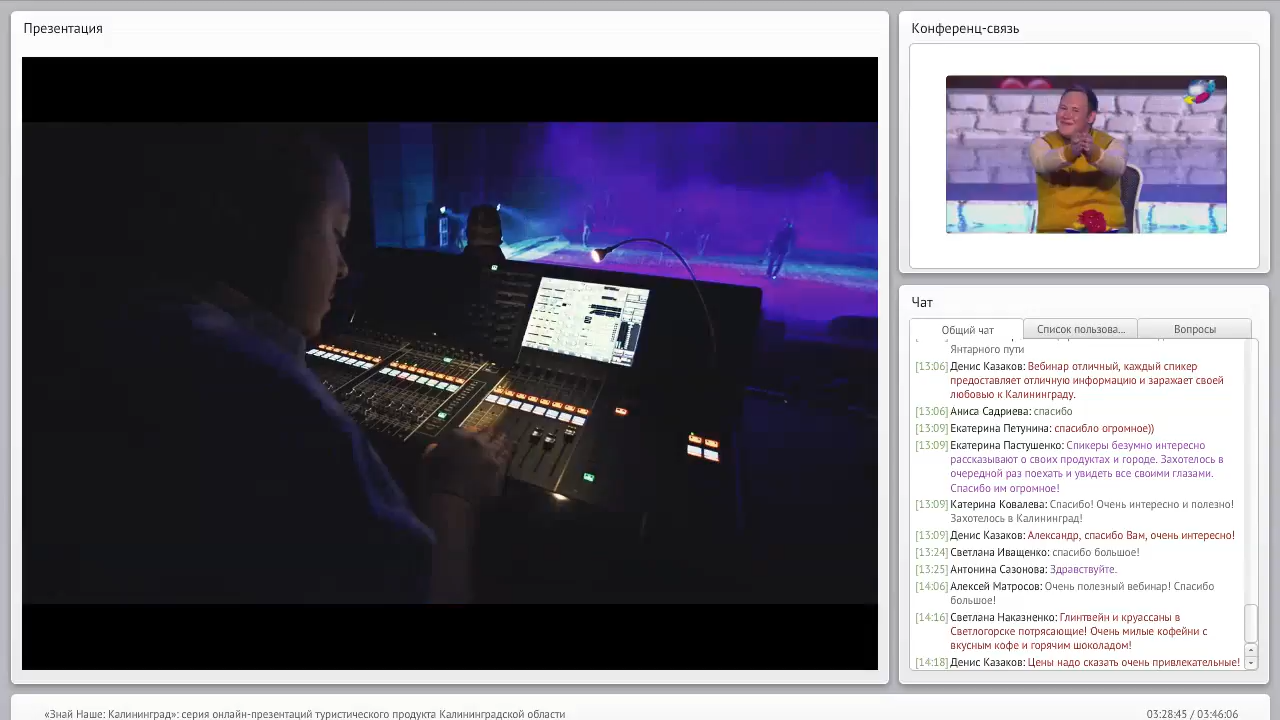 Презентация
Конференц-связь
Чат
Общий чат
Список пользова...
Вопросы
Янтарного пути
[13:06] Денис Казаков: Вебинар отличный, каждый спикер
предоставляет отличную информацию и заражает своей
любовью к Калининграду.
[13:06] Аниса Садриева: спасибо
[13:09] Екатерина Петунина: спасибло огромное))
[13:09] Екатерина Пастушенко: Спикеры безумно интересно
рассказывают о своих продуктах и городе. Захотелось в
очередной раз поехать и увидеть все своими глазами.
Спасибо им огромное!
[13:09] Катерина Ковалева: Спасибо! Очень интересно и полезно!
Захотелось в Калининград!
[13:09] Денис Казаков: Александр, спасибо Вам, очень интересно!
[13:24] Светлана Иващенко: спасибо большое!
[13:25] Антонина Сазонова: Здравствуйте.
[14:06] Алексей Матросов: Очень полезный вебинар! Спасибо
большое!
[14:16] Светлана Наказненко: Глинтвейн и круассаны в
Светлогорске потрясающие! Очень милые кофейни с
вкусным кофе и горячим шоколадом!
[14:18] Денис Казаков: Цены надо сказать очень привлекательные!
«Знай Наше: Калининград»: серия онлайн-презентаций туристического продукта Калининградской области
03:28:45 / 03:46:06